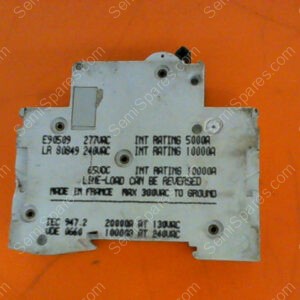 E90509 277VAC INT RATING 5000A
LR 80849 240VAC INT RATING 10000A
65VDC INT RATING 10000A
LINE-LOAD CAN BE REVERSED
MADE IN FRANCE MAX 300VAC TO GROUND
IEC 947.2 20000A AT 130VAC
VDE 0660 10000A AT 240VAC
SemiSpares.com